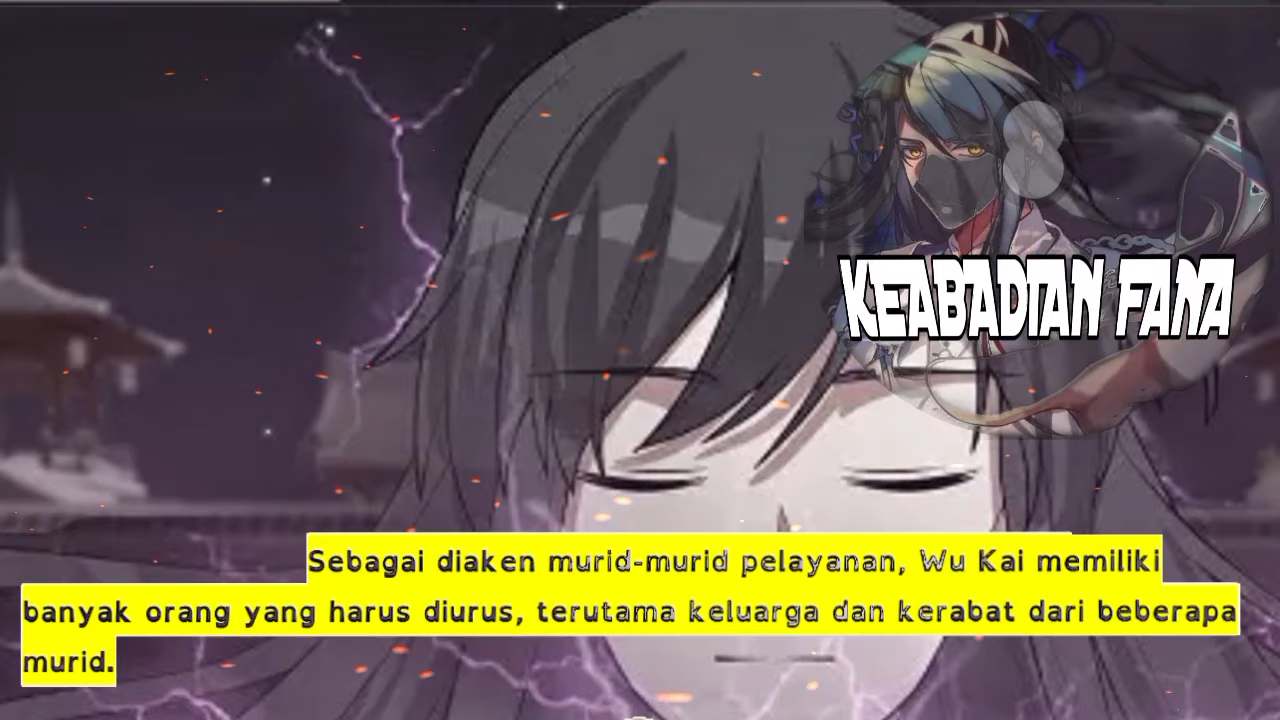 KEABADIAN FANA
Sebagai diaken murid-murid pelayanan, Wu Kai memiliki
banyak orang yang harus diurus, terutama keluarga dan kerabat dari beberapa
murid.